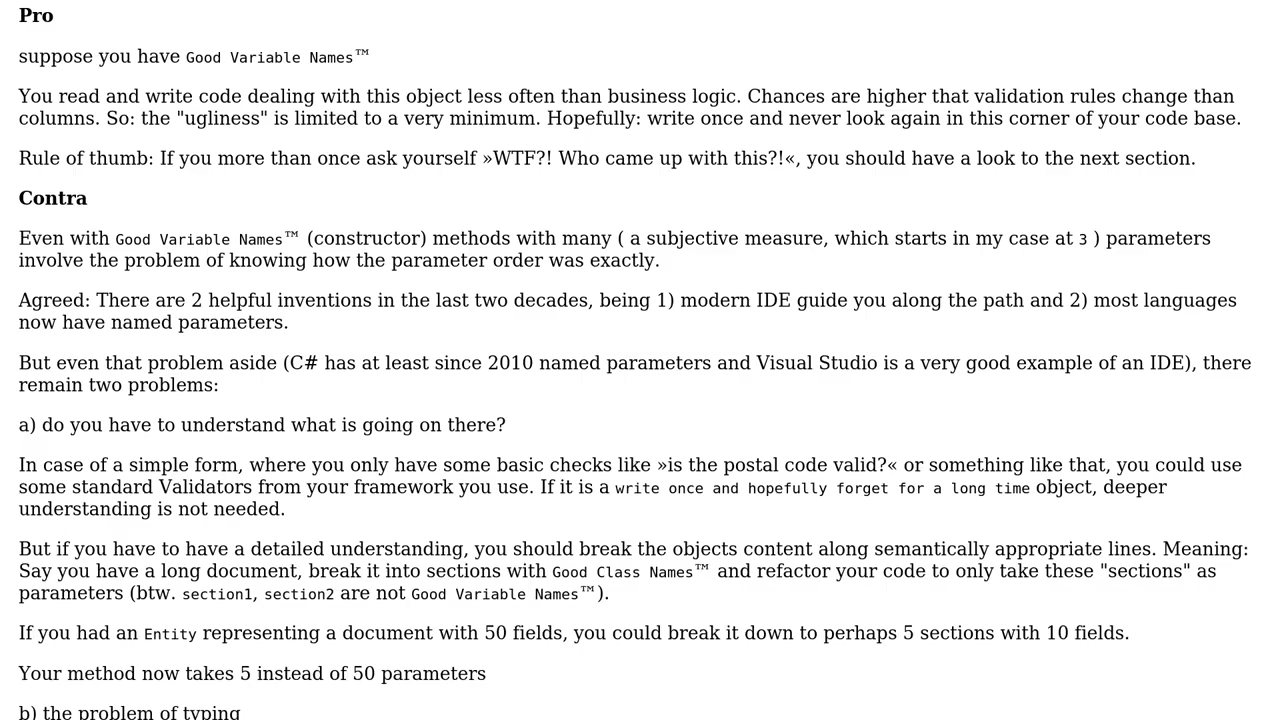 Pro
suppose you have Good Variable Names™
You read and write code dealing with this object less often than business logic. Chances are higher that validation rules change than
columns. So: the "ugliness" is limited to a very minimum. Hopefully: write once and never look again in this corner of your code base.
Rule of thumb: If you more than once ask yourself »WTF?! Who came up with this?!«, you should have a look to the next section.
Contra
Even with Good Variable Names™ (constructor) methods with many ( a subjective measure, which starts in my case at 3 ) parameters
involve the problem of knowing how the parameter order was exactly.
Agreed: There are 2 helpful inventions in the last two decades, being 1) modern IDE guide you along the path and 2) most languages
now have named parameters.
But even that problem aside (C# has at least since 2010 named parameters and Visual Studio is a very good example of an IDE), there
remain two problems:
a) do you have to understand what is going on there?
In case of a simple form, where you only have some basic checks like »is the postal code valid?« or something like that, you could use
some standard Validators from your framework you use. If it is a write once and hopefully forget for a long time object, deeper
understanding is not needed.
But if you have to have a detailed understanding, you should break the objects content along semantically appropriate lines. Meaning:
Say you have a long document, break it into sections with Good Class Names™ and refactor your code to only take these "sections" as
parameters (btw. section1, section2 are not Good Variable Names™).
If you had an Entity representing a document with 50 fields, you could break it down to perhaps 5 sections with 10 fields.
Your method now takes 5 instead of 50 parameters
b) the problem of typing